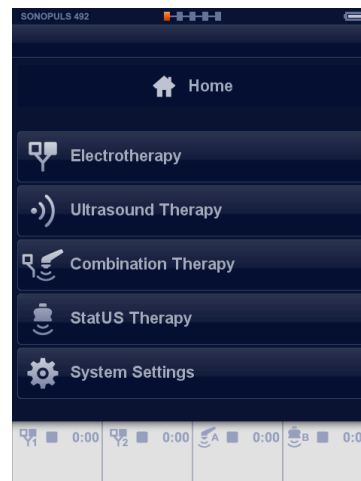 SONOPULS 492
Home
Electrotherapy
Ultrasound Therapy
Combination Therapy
StatUS Therapy
System Settings
1 0:00 2 0:00 A 0:00 B 0:0